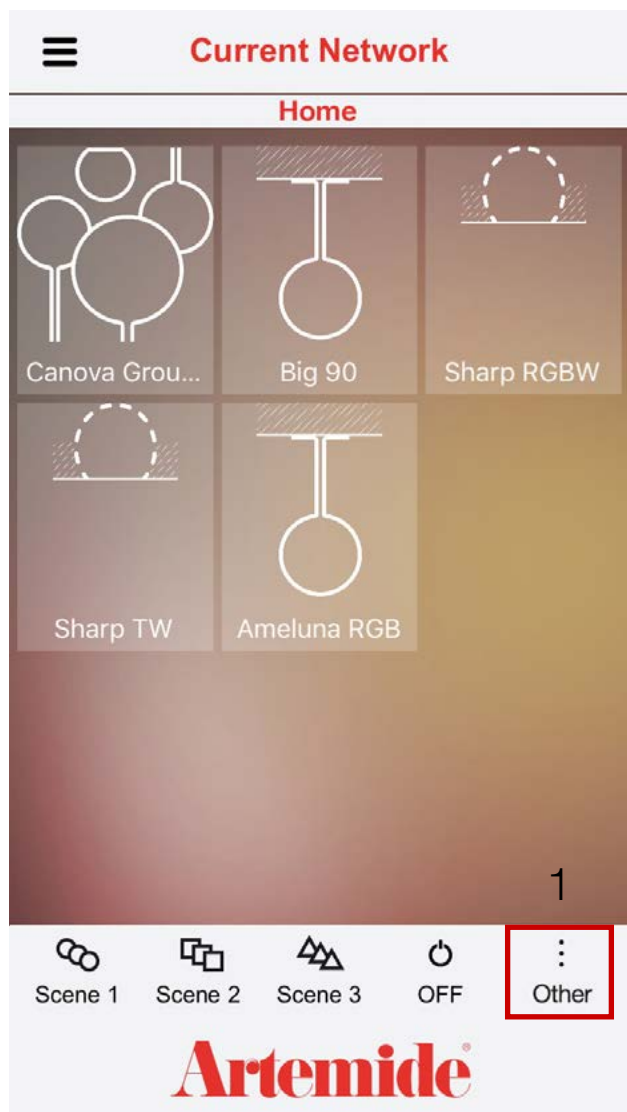 Current Network
Home
Canova Grou...
Big 90
Sharp RGBW
Sharp TW
Ameluna RGB
1
Scene 1
Scene 2
Scene 3
OFF
Other
Artemide®